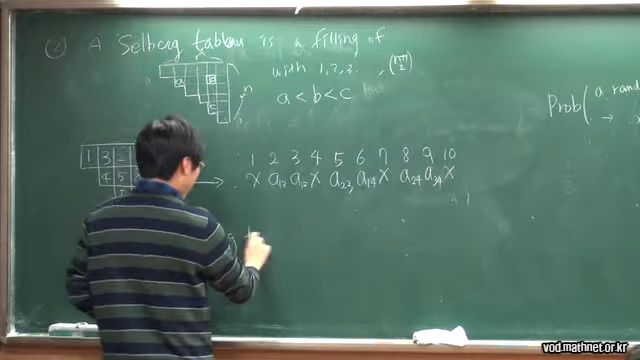 (2) A Selberg tableau is a filling of
with 1, 2, 3. , (n+1 2)
a < b < c
n
Prob( a rand
→
1 3
4 5
→
1 2 3 4 5 6 7 8 9 10
X a13 a12 X a23 a14 X a24 a34 X
vod.mathnet.or.kr